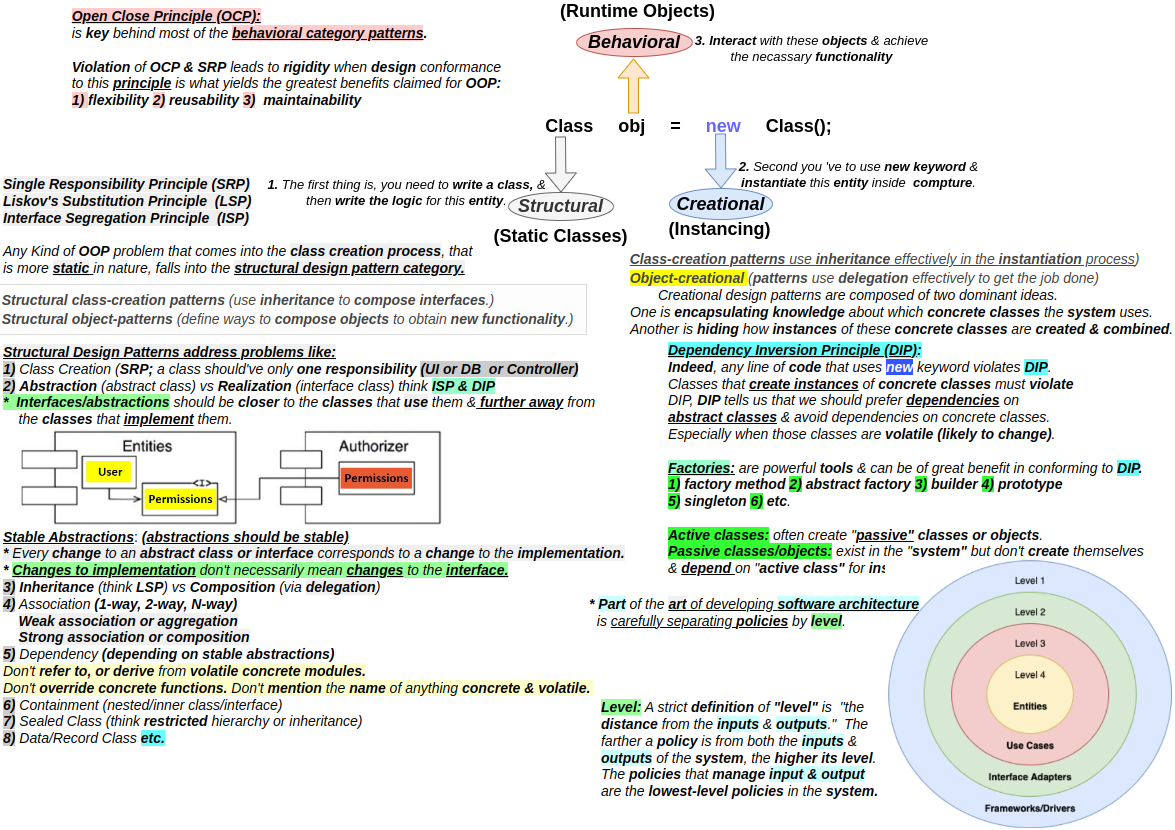 Open Close Principle (OCP):
is key behind most of the behavioral category patterns.
Violation of OCP & SRP leads to rigidity when design conformance
to this principle is what yields the greatest benefits claimed for OOP:
1) flexibility 2) reusability 3) maintainability
(Runtime Objects)
Behavioral
3. Interact with these objects & achieve
the necassary functionality
Class obj = new Class();
1. The first thing is, you need to write a class, &
then write the logic for this entity.
Structural
(Static Classes)
2. Second you 've to use new keyword &
instantiate this entity inside compture.
Creational
(Instancing)
Single Responsibility Principle (SRP)
Liskov's Substitution Principle (LSP)
Interface Segregation Principle (ISP)
Any Kind of OOP problem that comes into the class creation process, that
is more static in nature, falls into the structural design pattern category.
Structural class-creation patterns (use inheritance to compose interfaces.)
Structural object-patterns (define ways to compose objects to obtain new functionality.)
Structural Design Patterns address problems like:
1) Class Creation (SRP; a class should've only one responsibility (UI or DB or Controller)
2) Abstraction (abstract class) vs Realization (interface class) think ISP & DIP
* Interfaces/abstractions should be closer to the classes that use them & further away from
the classes that implement them.
Entities
User
<I>
Permissions
Authorizer
Permissions
Stable Abstractions: (abstractions should be stable)
* Every change to an abstract class or interface corresponds to a change to the implementation.
* Changes to implementation don't necessarily mean changes to the interface.
3) Inheritance (think LSP) vs Composition (via delegation)
4) Association (1-way, 2-way, N-way)
Weak association or aggregation
Strong association or composition
5) Dependency (depending on stable abstractions)
Don't refer to, or derive from volatile concrete modules.
Don't override concrete functions. Don't mention the name of anything concrete & volatile.
6) Containment (nested/inner class/interface)
7) Sealed Class (think restricted hierarchy or inheritance)
8) Data/Record Class etc.
Class-creation patterns use inheritance effectively in the instantiation process)
Object-creational (patterns use delegation effectively to get the job done)
Creational design patterns are composed of two dominant ideas.
One is encapsulating knowledge about which concrete classes the system uses.
Another is hiding how instances of these concrete classes are created & combined.
Dependency Inversion Principle (DIP):
Indeed, any line of code that uses new keyword violates DIP.
Classes that create instances of concrete classes must violate
DIP, DIP tells us that we should prefer dependencies on
abstract classes & avoid dependencies on concrete classes.
Especially when those classes are volatile (likely to change).
Factories: are powerful tools & can be of great benefit in conforming to DIP.
1) factory method 2) abstract factory 3) builder 4) prototype
5) singleton 6) etc.
Active classes: often create "passive" classes or objects.
Passive classes/objects: exist in the "system" but don't create themselves
& depend on "active class" for ins
* Part of the art of developing software architecture
is carefully separating policies by level.
Level: A strict definition of "level" is "the
distance from the inputs & outputs." The
farther a policy is from both the inputs &
outputs of the system, the higher its level.
The policies that manage input & output
are the lowest-level policies in the system.
Level 1
Level 2
Level 3
Level 4
Entities
Use Cases
Interface Adapters
Frameworks/Drivers